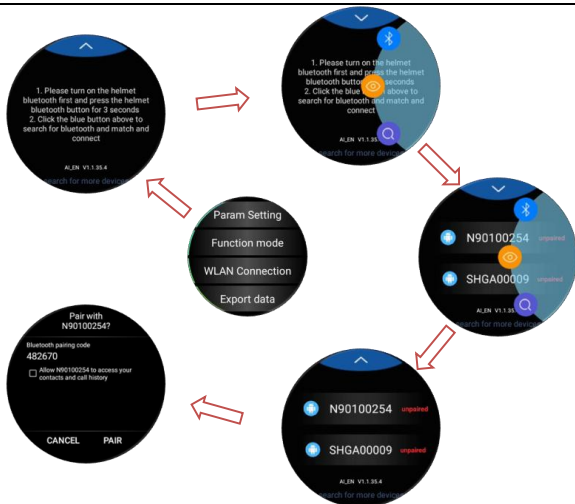 1. Please turn on the helmet
bluetooth first and press the helmet
bluetooth button for 3 seconds
2. Click the blue button above to
search for bluetooth and match and
connect
AI_EN V1.1.35.4
search for more devices
1. Please turn on the helmet
bluetooth first and press the helmet
bluetooth button seconds
2. Click the blue above to
search for bluetooth and match and
connect
AI_EN V1.1.35
search for more devices
Param Setting
Function mode
WLAN Connection
Export data
N90100254 unpaired
SHGA00009 unpaired
AI_EN V1.1.35
search for more devices
Pair with
N90100254?
Bluetooth pairing code
482670
Allow N90100254 to access your
contacts and call history
CANCEL PAIR
N90100254 unpaired
SHGA00009 unpaired
AI_EN V1.1.35.4
search for more devices